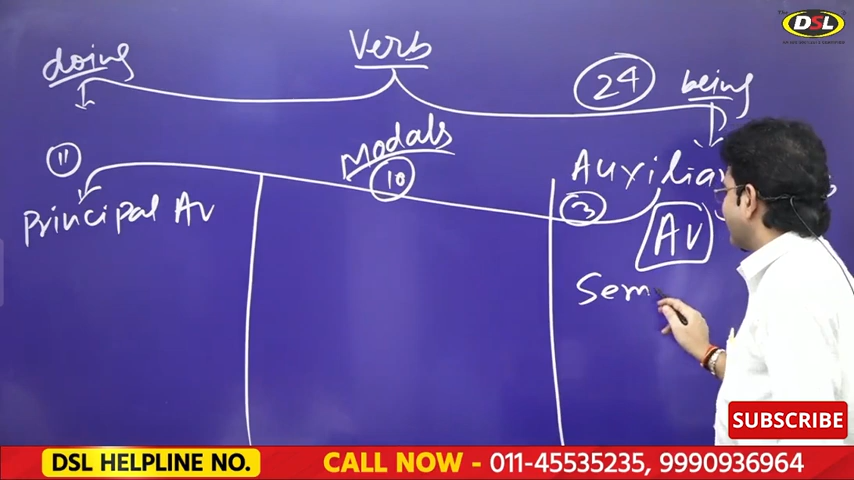 Verb
doing
24
being
11
Modals
10
Auxilia
3
Principal AV
AV
Sem
DSL
SUBSCRIBE
DSL HELPLINE NO. CALL NOW - 011-45535235, 9990936964